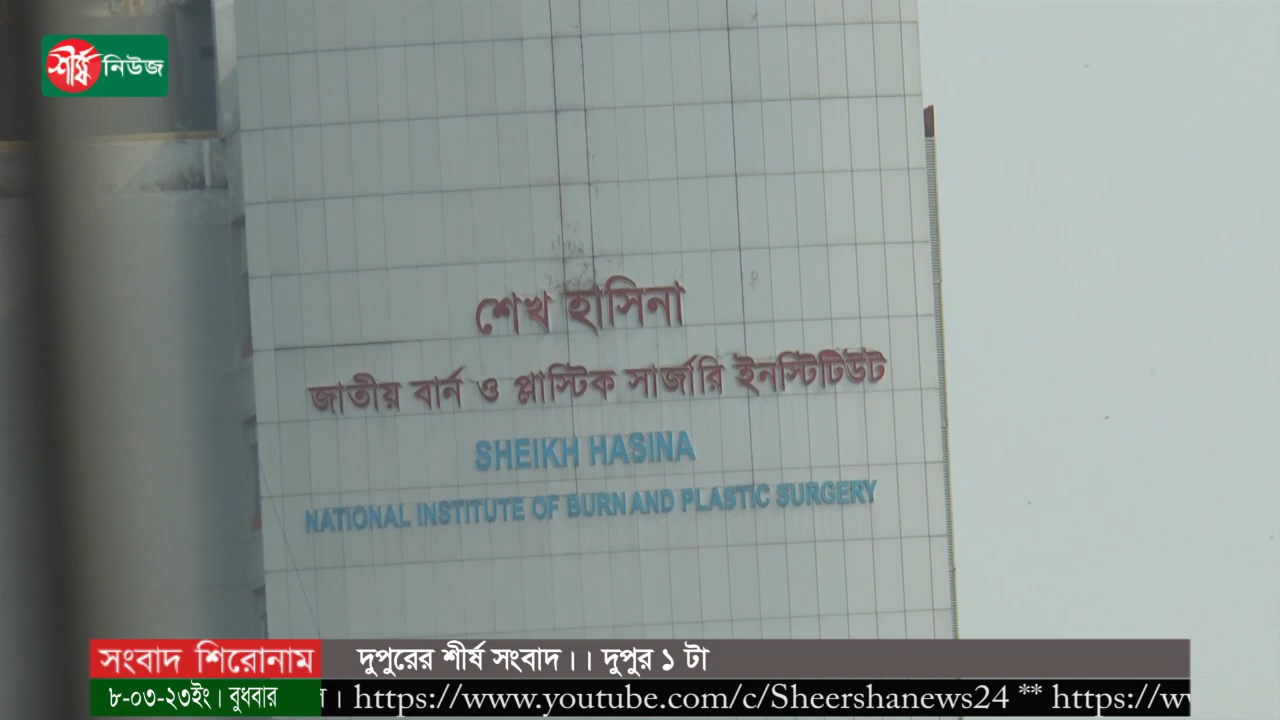 শীর্ষ নিউজ
শেখ হাসিনা
জাতীয় বার্ন ও প্লাস্টিক সার্জারি ইনস্টিটিউট
SHEIKH HASINA
NATIONAL INSTITUTE OF BURN AND PLASTIC SURGERY
সংবাদ শিরোনাম
দুপুরের শীর্ষ সংবাদ।। দুপুর ১ টা
৮-০৩-২৩ইং। বুধবার
। https://www.youtube.com/c/Sheershanews24 ** https://w